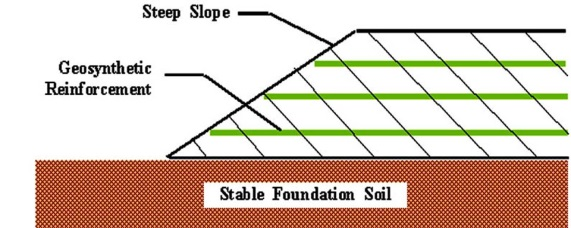 Steep Slope
Geosynthetic
Reinforcement
Stable Foundation Soil